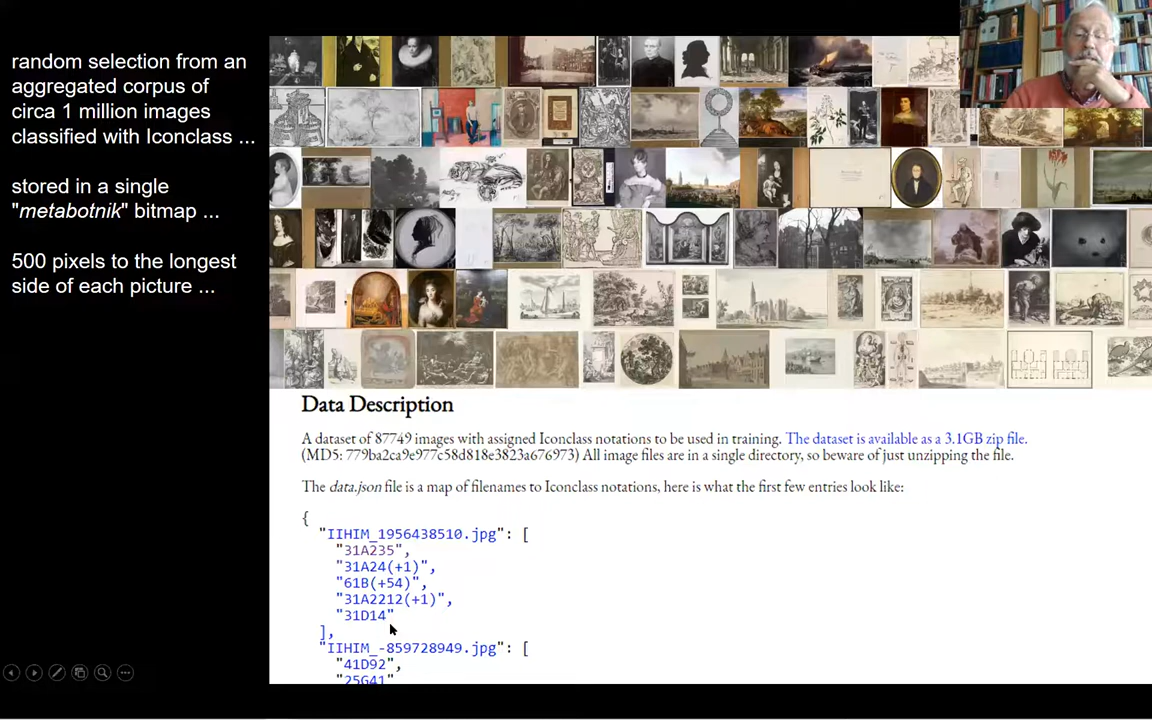 random selection from an
aggregated corpus of
circa 1 million images
classified with Iconclass ...
stored in a single
"metabotnik" bitmap ...
500 pixels to the longest
side of each picture ...
Data Description
A dataset of 87749 images with assigned Iconclass notations to be used in training. The dataset is available as a 3.1GB zip file.
(MD5: 779ba2ca9e977c58d818e3823a676973) All image files are in a single directory, so beware of just unzipping the file.
The data.json file is a map of filenames to Iconclass notations, here is what the first few entries look like:
{
"IIHIM_1956438510.jpg": [
"31A235",
"31A24(+1)",
"61B(+54)",
"31A2212(+1)",
"31D14"
],
"IIHIM_-859728949.jpg": [
"41D92",
"25G41"